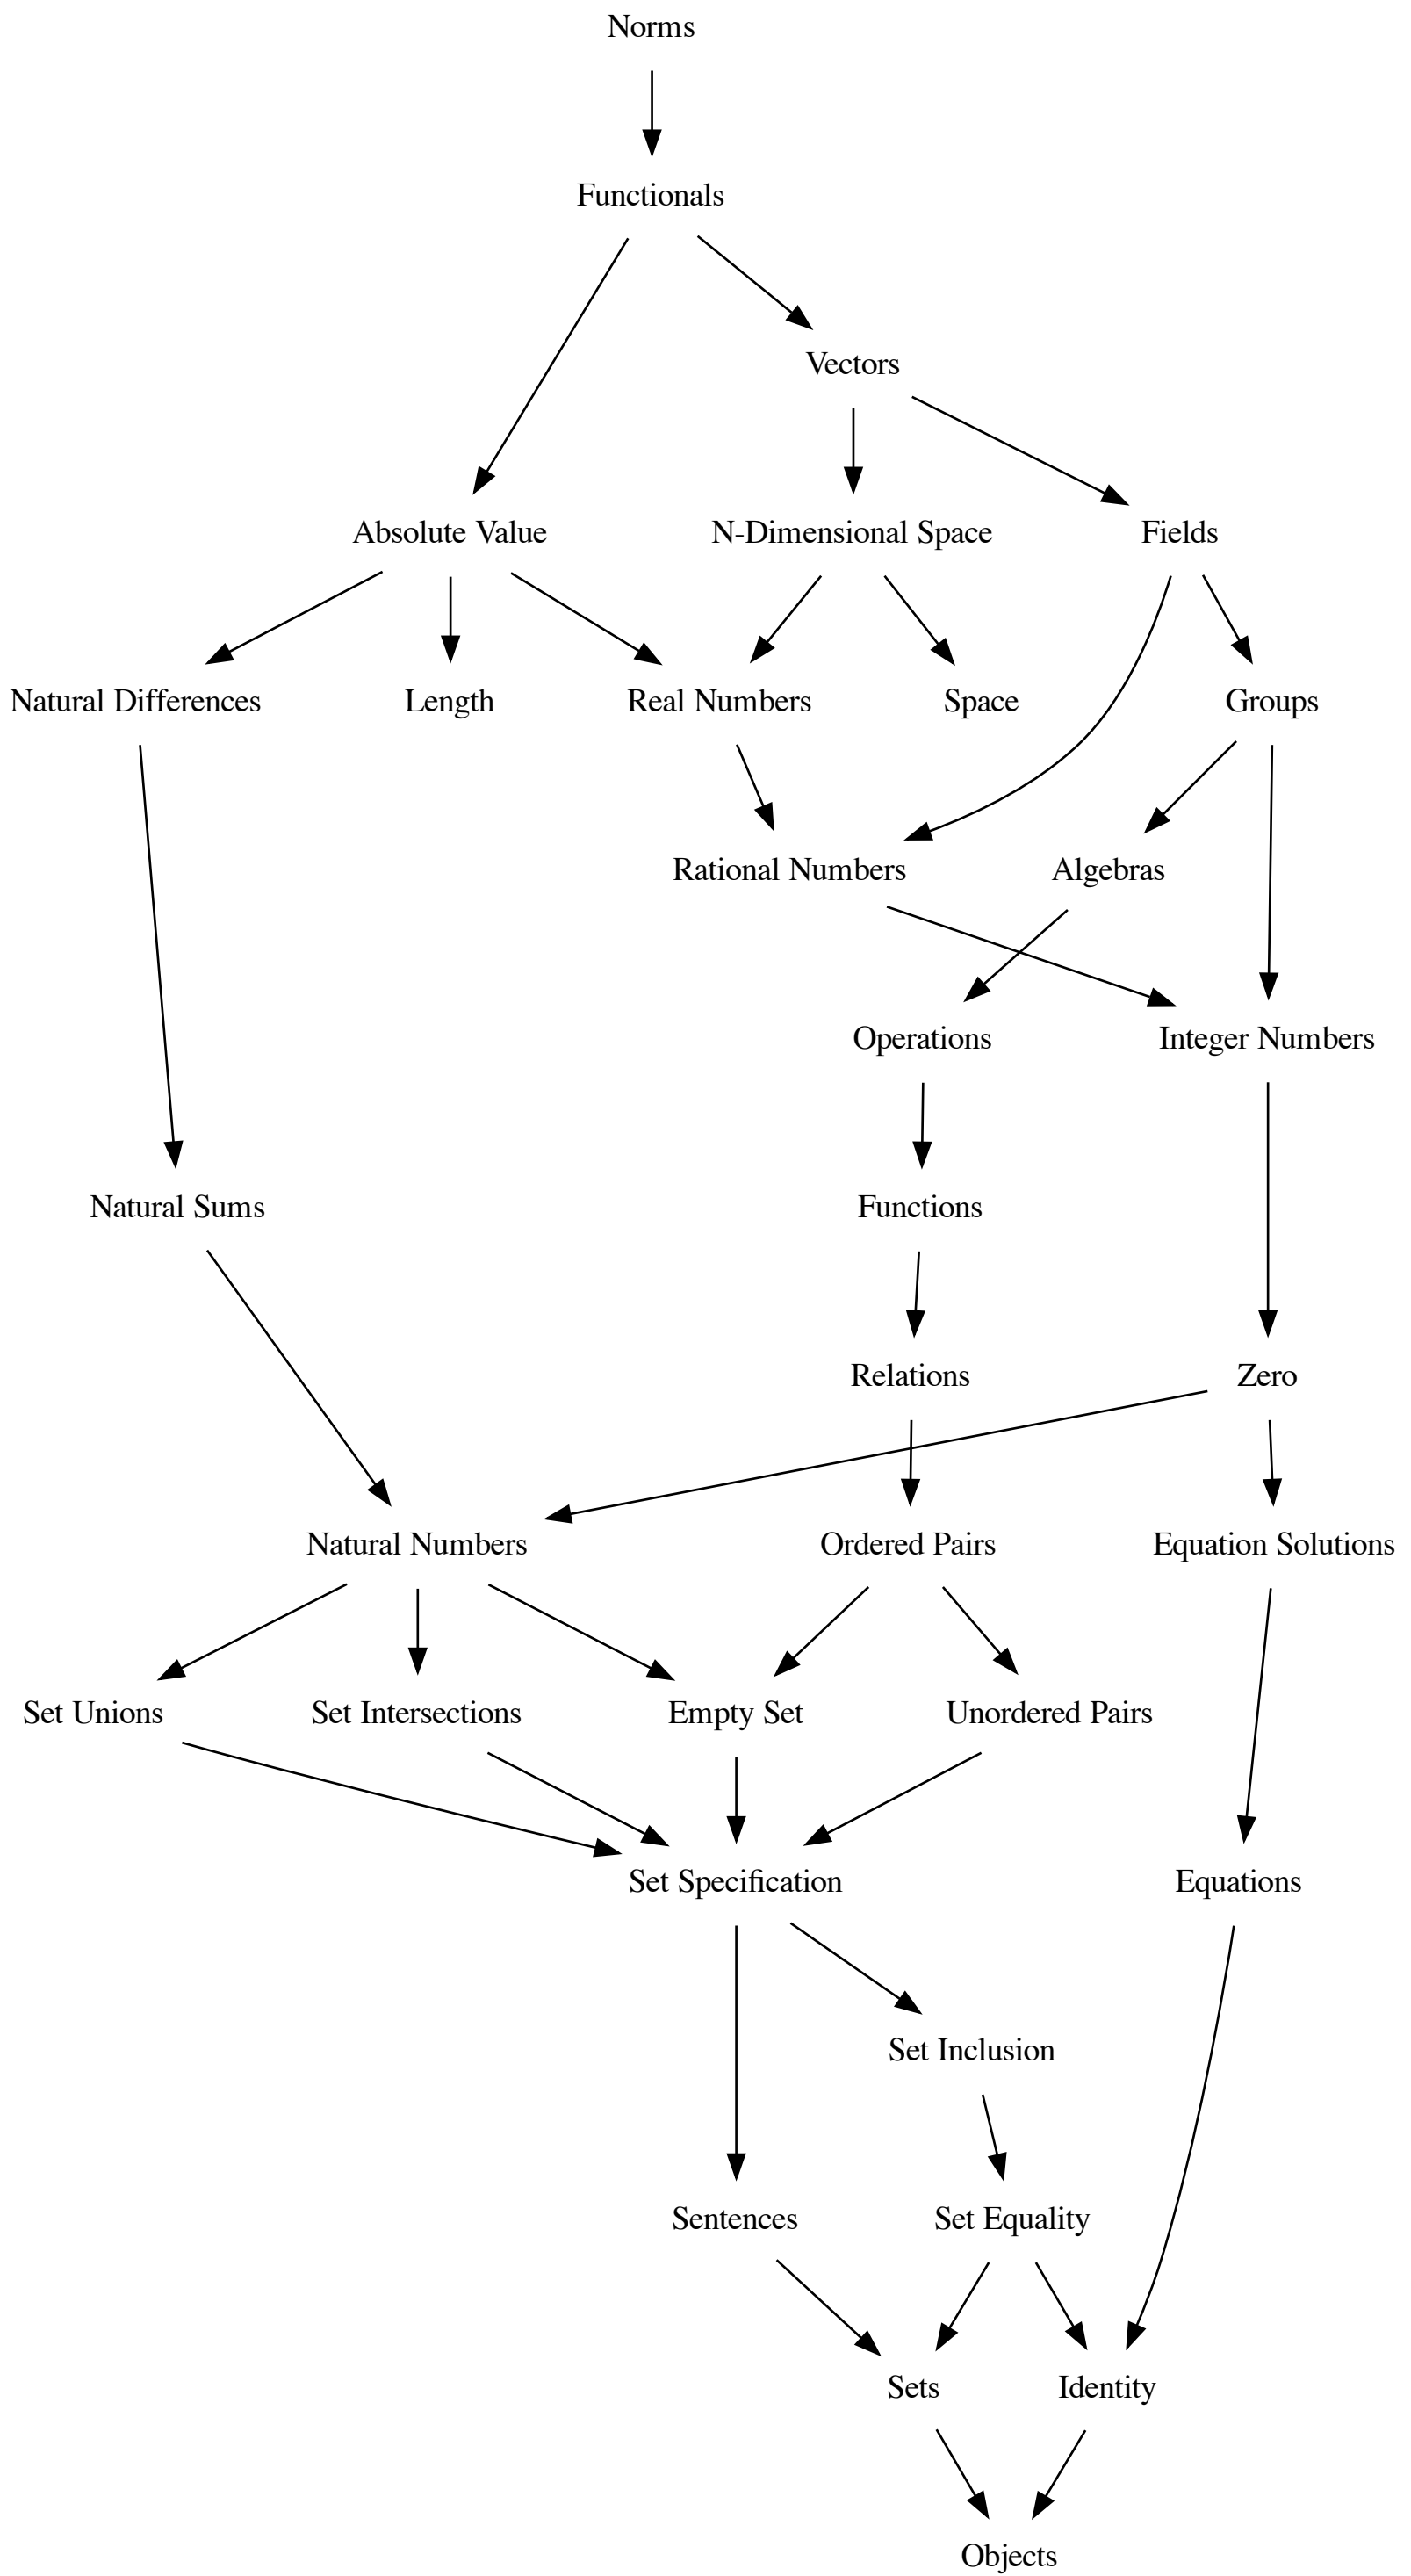 Norms
Functionals
Vectors
Absolute Value
N-Dimensional Space
Fields
Natural Differences
Length
Real Numbers
Space
Groups
Rational Numbers
Algebras
Operations
Integer Numbers
Natural Sums
Functions
Relations
Zero
Natural Numbers
Ordered Pairs
Equation Solutions
Set Unions
Set Intersections
Empty Set
Unordered Pairs
Set Specification
Equations
Set Inclusion
Sentences
Set Equality
Sets
Identity
Objects